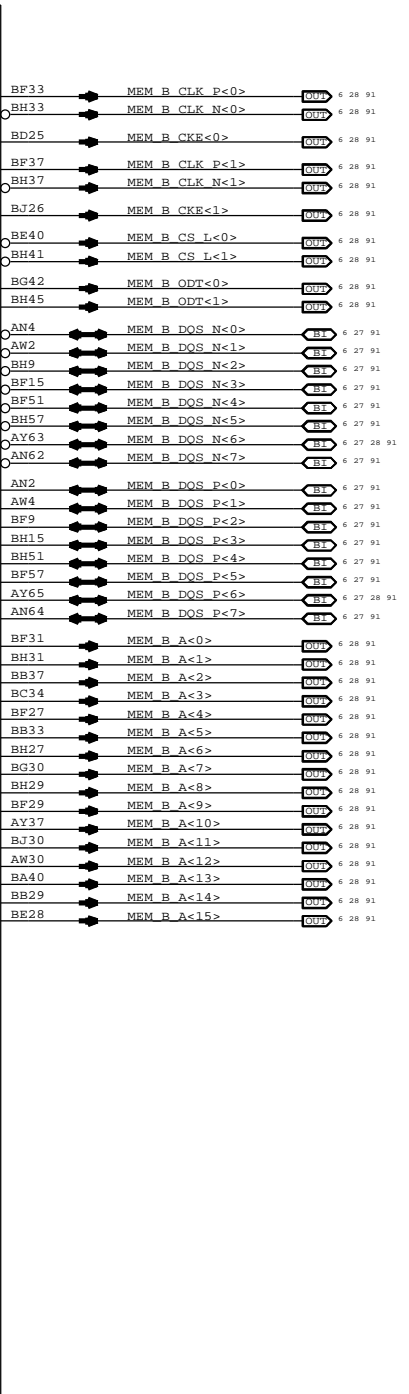 BF33 MEM_B_CLK_P<0> OUT 6 28 91
BH33 MEM_B_CLK_N<0> OUT 6 28 91
BD25 MEM_B_CKE<0> OUT 6 28 91
BF37 MEM_B_CLK_P<1> OUT 6 28 91
BH37 MEM_B_CLK_N<1> OUT 6 28 91
BJ26 MEM_B_CKE<1> OUT 6 28 91
BE40 MEM_B_CS_L<0> OUT 6 28 91
BH41 MEM_B_CS_L<1> OUT 6 28 91
BG42 MEM_B_ODT<0> OUT 6 28 91
BH45 MEM_B_ODT<1> OUT 6 28 91
AN4 MEM_B_DQS_N<0> BI 6 27 91
AW2 MEM_B_DQS_N<1> BI 6 27 91
BH9 MEM_B_DQS_N<2> BI 6 27 91
BF15 MEM_B_DQS_N<3> BI 6 27 91
BF51 MEM_B_DQS_N<4> BI 6 27 91
BH57 MEM_B_DQS_N<5> BI 6 27 91
AY63 MEM_B_DQS_N<6> BI 6 27 28 91
AN62 MEM_B_DQS_N<7> BI 6 27 91
AN2 MEM_B_DQS_P<0> BI 6 27 91
AW4 MEM_B_DQS_P<1> BI 6 27 91
BF9 MEM_B_DQS_P<2> BI 6 27 91
BH15 MEM_B_DQS_P<3> BI 6 27 91
BH51 MEM_B_DQS_P<4> BI 6 27 91
BF57 MEM_B_DQS_P<5> BI 6 27 91
AY65 MEM_B_DQS_P<6> BI 6 27 28 91
AN64 MEM_B_DQS_P<7> BI 6 27 91
BF31 MEM_B_A<0> OUT 6 28 91
BH31 MEM_B_A<1> OUT 6 28 91
BB37 MEM_B_A<2> OUT 6 28 91
BC34 MEM_B_A<3> OUT 6 28 91
BF27 MEM_B_A<4> OUT 6 28 91
BB33 MEM_B_A<5> OUT 6 28 91
BH27 MEM_B_A<6> OUT 6 28 91
BG30 MEM_B_A<7> OUT 6 28 91
BH29 MEM_B_A<8> OUT 6 28 91
BF29 MEM_B_A<9> OUT 6 28 91
AY37 MEM_B_A<10> OUT 6 28 91
BJ30 MEM_B_A<11> OUT 6 28 91
AW30 MEM_B_A<12> OUT 6 28 91
BA40 MEM_B_A<13> OUT 6 28 91
BB29 MEM_B_A<14> OUT 6 28 91
BE28 MEM_B_A<15> OUT 6 28 91